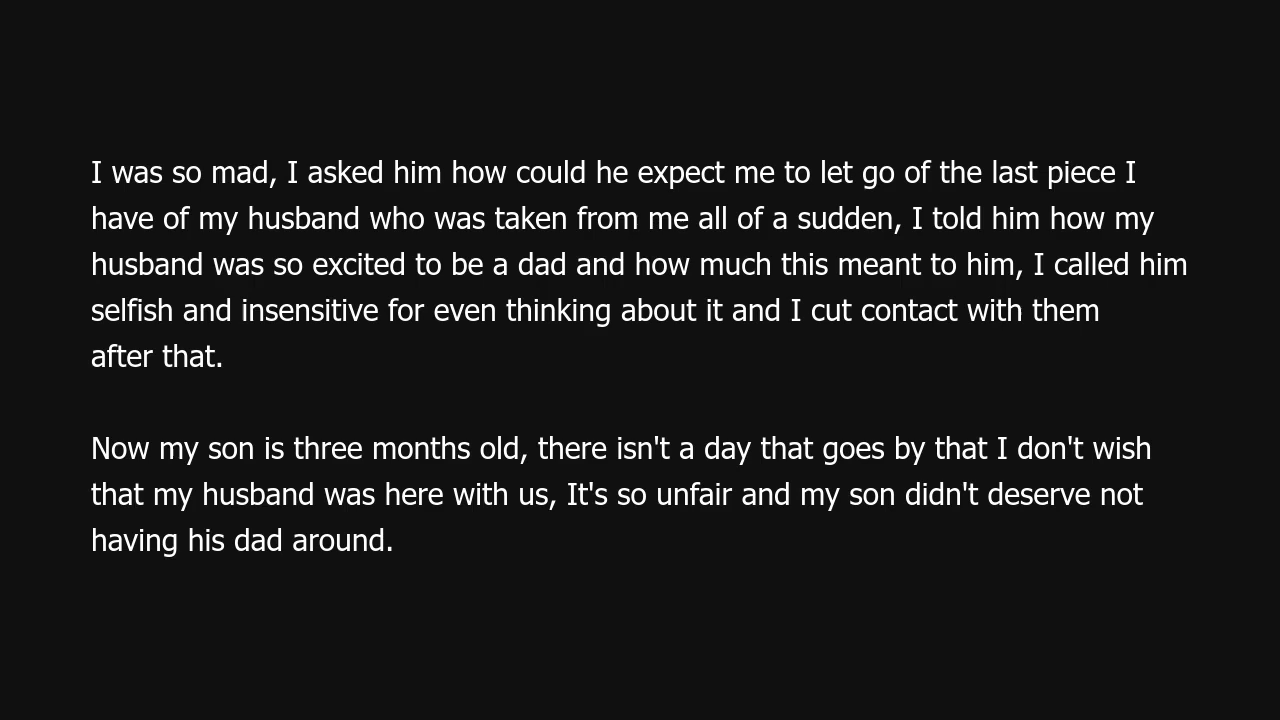 I was so mad, I asked him how could he expect me to let go of the last piece I
have of my husband who was taken from me all of a sudden, I told him how my
husband was so excited to be a dad and how much this meant to him, I called him
selfish and insensitive for even thinking about it and I cut contact with them
after that.
Now my son is three months old, there isn't a day that goes by that I don't wish
that my husband was here with us, It's so unfair and my son didn't deserve not
having his dad around.